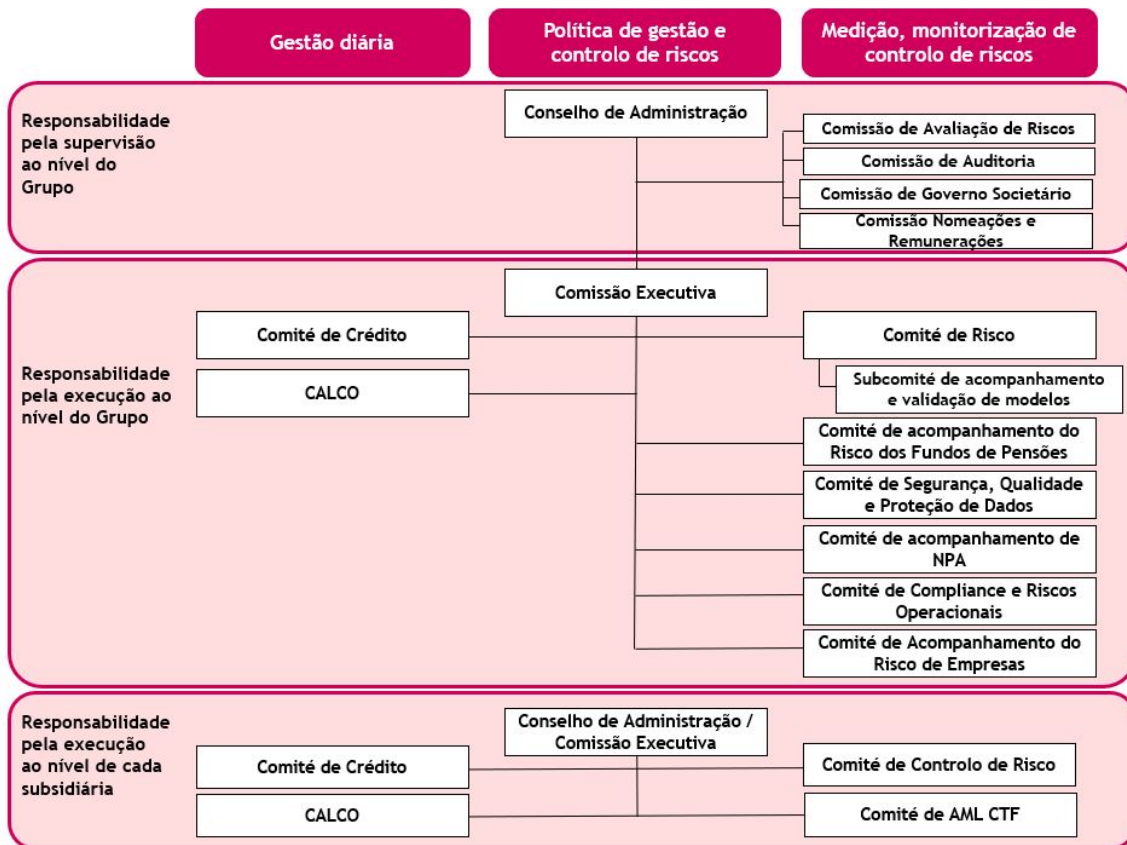 Gestão diária
Política de gestão e
controlo de riscos
Medição, monitorização de
controlo de riscos
Responsabilidade
pela supervisão
ao nível do
Grupo
Conselho de Administração
Comissão de Avaliação de Riscos
Comissão de Auditoria
Comissão de Governo Societário
Comissão Nomeações e
Remunerações
Responsabilidade
pela execução ao
nível do Grupo
Comissão Executiva
Comité de Crédito
CALCO
Comité de Risco
Subcomité de acompanhamento
e validação de modelos
Comité de acompanhamento do
Risco dos Fundos de Pensões
Comité de Segurança, Qualidade
e Proteção de Dados
Comité de acompanhamento de
NPA
Comité de Compliance e Riscos
Operacionais
Comité de Acompanhamento do
Risco de Empresas
Responsabilidade
pela execução
ao nível de cada
subsidiária
Conselho de Administração /
Comissão Executiva
Comité de Crédito
CALCO
Comité de Controlo de Risco
Comité de AML CTF